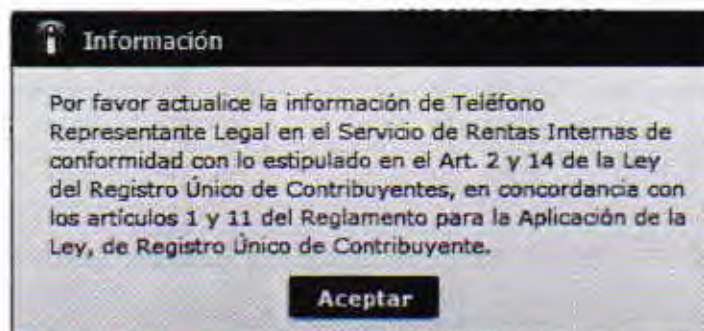 Información
Por favor actualice la información de Teléfono
Representante Legal en el Servicio de Rentas Internas de
conformidad con lo estipulado en el Art. 2 y 14 de la Ley
del Registro Único de Contribuyentes, en concordancia con
los artículos 1 y 11 del Reglamento para la Aplicación de la
Ley, de Registro Único de Contribuyente.
Aceptar